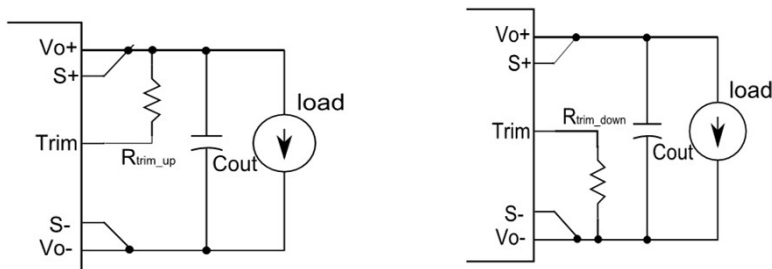 Vo+
S+
Trim
Rtrim_up
Cout
load
S-
Vo-
Vo+
S+
Trim
Rtrim_down
Cout
load
S-
Vo-